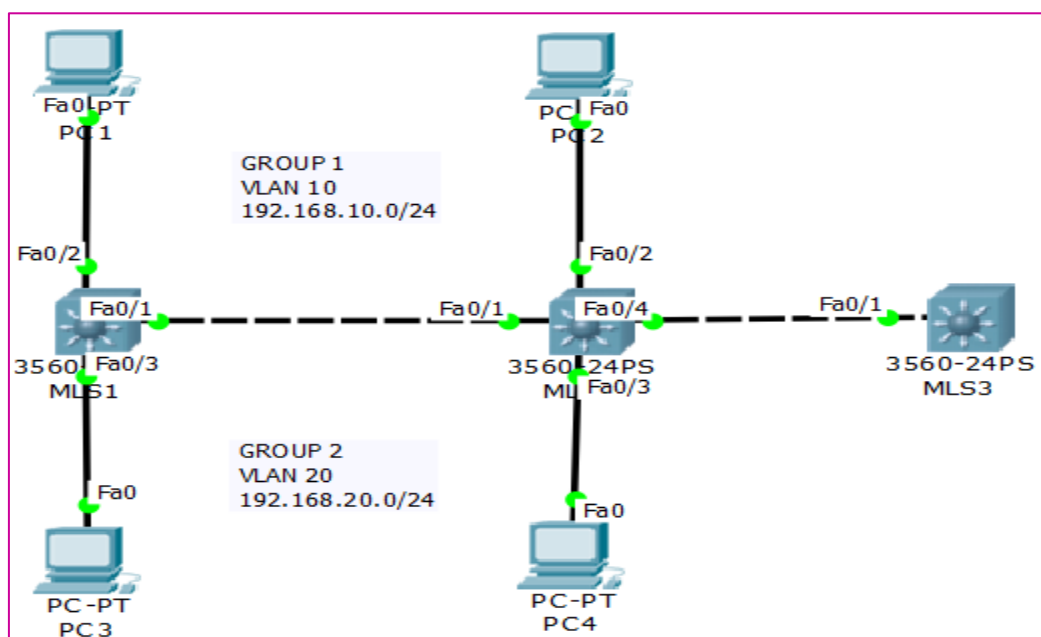 Fa0-PT
PC1
PC Fa0
PC2
GROUP 1
VLAN 10
192.168.10.0/24
Fa0/2
Fa0/2
Fa0/1
Fa0/1
Fa0/4
Fa0/1
3560
Fa0/3
MLS1
3560-24PS
ML
Fa0/3
3560-24PS
MLS3
GROUP 2
VLAN 20
192.168.20.0/24
Fa0
Fa0
PC-PT
PC3
PC-PT
PC4